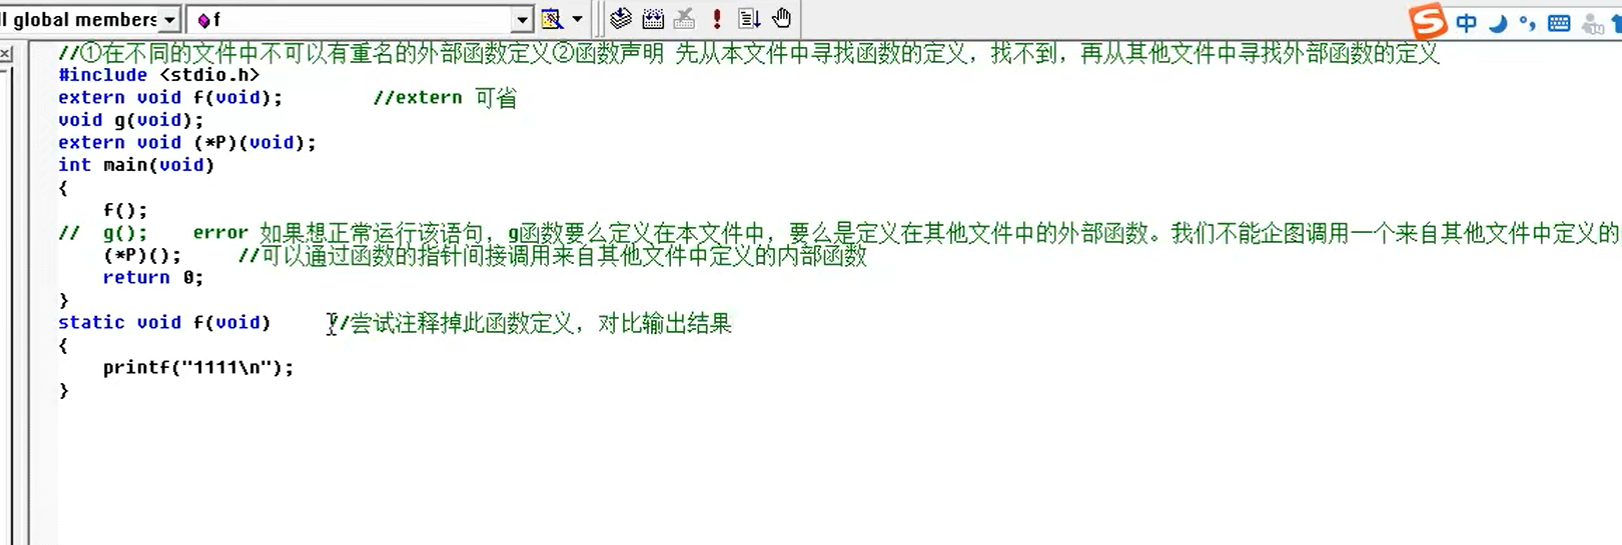 ll global members f
中
//①在不同的文件中不可以有重名的外部函数定义②函数声明 先从本文件中寻找函数的定义，找不到，再从其他文件中寻找外部函数的定义
#include <stdio.h>
extern void f(void); //extern 可省
void g(void);
extern void (*P)(void);
int main(void)
{
f();
// g(); error 如果想正常运行该语句，g函数要么定义在本文件中，要么是定义在其他文件中的外部函数。我们不能企图调用一个来自其他文件中定义的
(*P)(); //可以通过函数的指针间接调用来自其他文件中定义的内部函数
return 0;
}
static void f(void) //尝试注释掉此函数定义，对比输出结果
{
printf("1111\n");
}